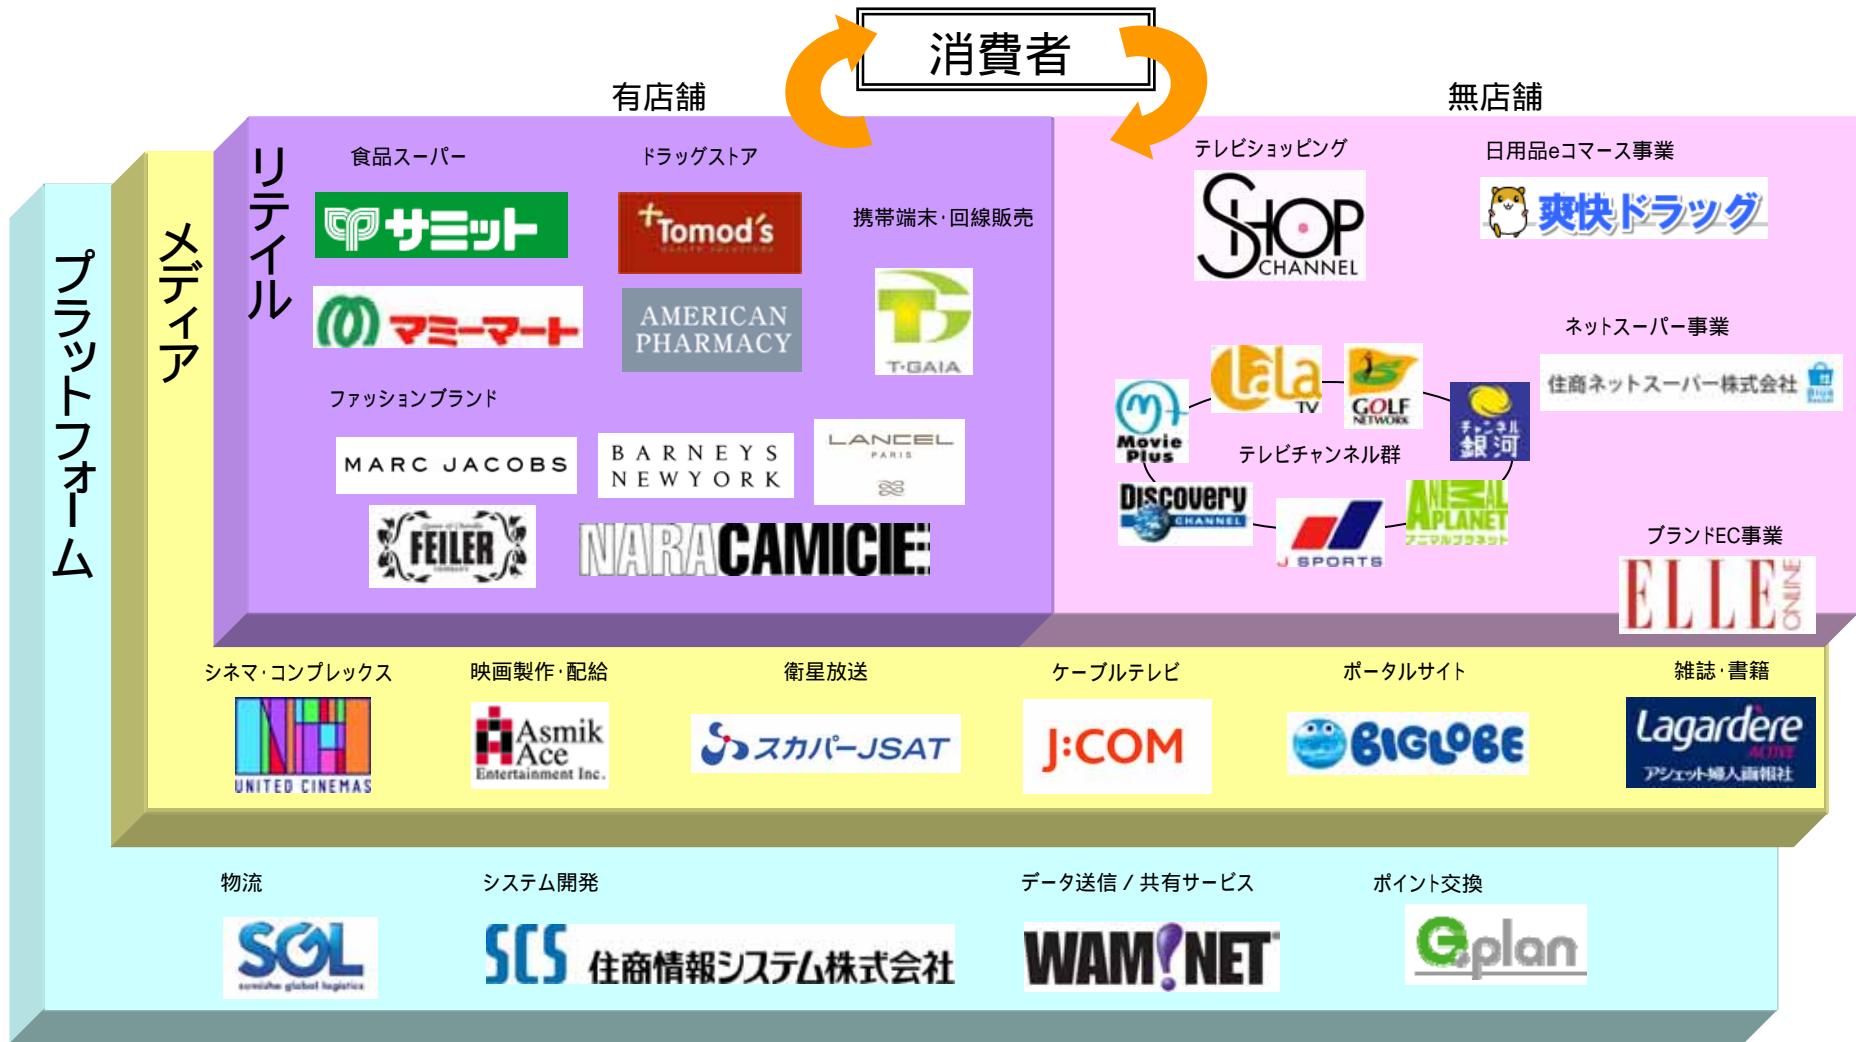 消費者
有店舗
無店舗
リテイル
食品スーパー
サミット
マミーマート
ドラッグストア
+Tomod's
AMERICAN
PHARMACY
携帯端末・回線販売
T-GAIA
ファッションブランド
MARC JACOBS
BARNEYS
NEWYORK
LANCEL
PARIS
FEILER
NARACAMICIE
テレビショッピング
SHOP
CHANNEL
日用品eコマース事業
爽快ドラッグ
ネットスーパー事業
住商ネットスーパー株式会社
テレビチャンネル群
Movie
Plus
LaLa
TV
GOLF
NETWORK
チャンネル
銀河
Discovery
CHANNEL
J SPORTS
ANIMAL
PLANET
アニマルプラネット
ブランドEC事業
ELLE
ONLINE
メディア
シネマ・コンプレックス
UNITED CINEMAS
映画製作・配給
Asmik
Ace
Entertainment Inc.
衛星放送
スカパーJSAT
ケーブルテレビ
J:COM
ポータルサイト
BIGLOBE
雑誌・書籍
Lagardère
ACTIVE
アシェット婦人画報社
プラットフォーム
物流
SGL
sumisho global logistics
システム開発
SCS 住商情報システム株式会社
データ送信 / 共有サービス
WAM!NET
ポイント交換
Gplan